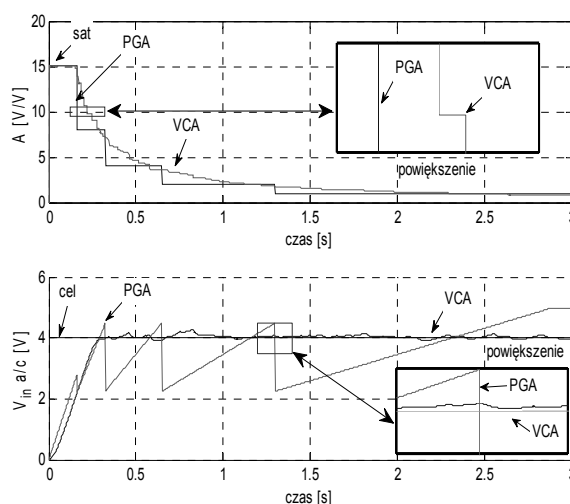 20
15
10
5
0
A [V/V]
sat
PGA
VCA
PGA
VCA
powiększenie
0
0.5
1
1.5
2
2.5
3
czas [s]
6
4
2
0
V in a/c [V]
cel
PGA
VCA
powiększenie
PGA
VCA
0
0.5
1
1.5
2
2.5
3
czas [s]